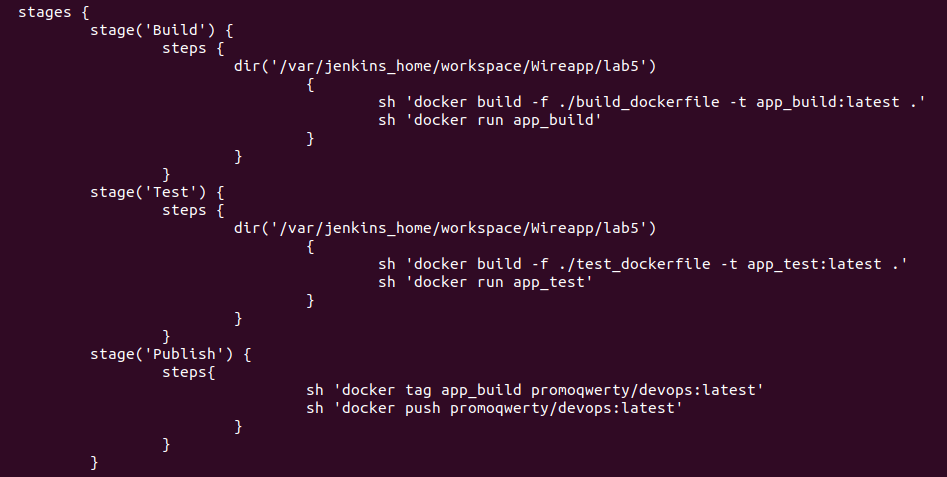 stages {
stage('Build') {
steps {
dir('/var/jenkins_home/workspace/Wireapp/lab5')
{
sh 'docker build -f ./build_dockerfile -t app_build:latest .'
sh 'docker run app_build'
}
}
}
stage('Test') {
steps {
dir('/var/jenkins_home/workspace/Wireapp/lab5')
{
sh 'docker build -f ./test_dockerfile -t app_test:latest .'
sh 'docker run app_test'
}
}
}
stage('Publish') {
steps{
sh 'docker tag app_build promoqwerty/devops:latest'
sh 'docker push promoqwerty/devops:latest'
}
}
}